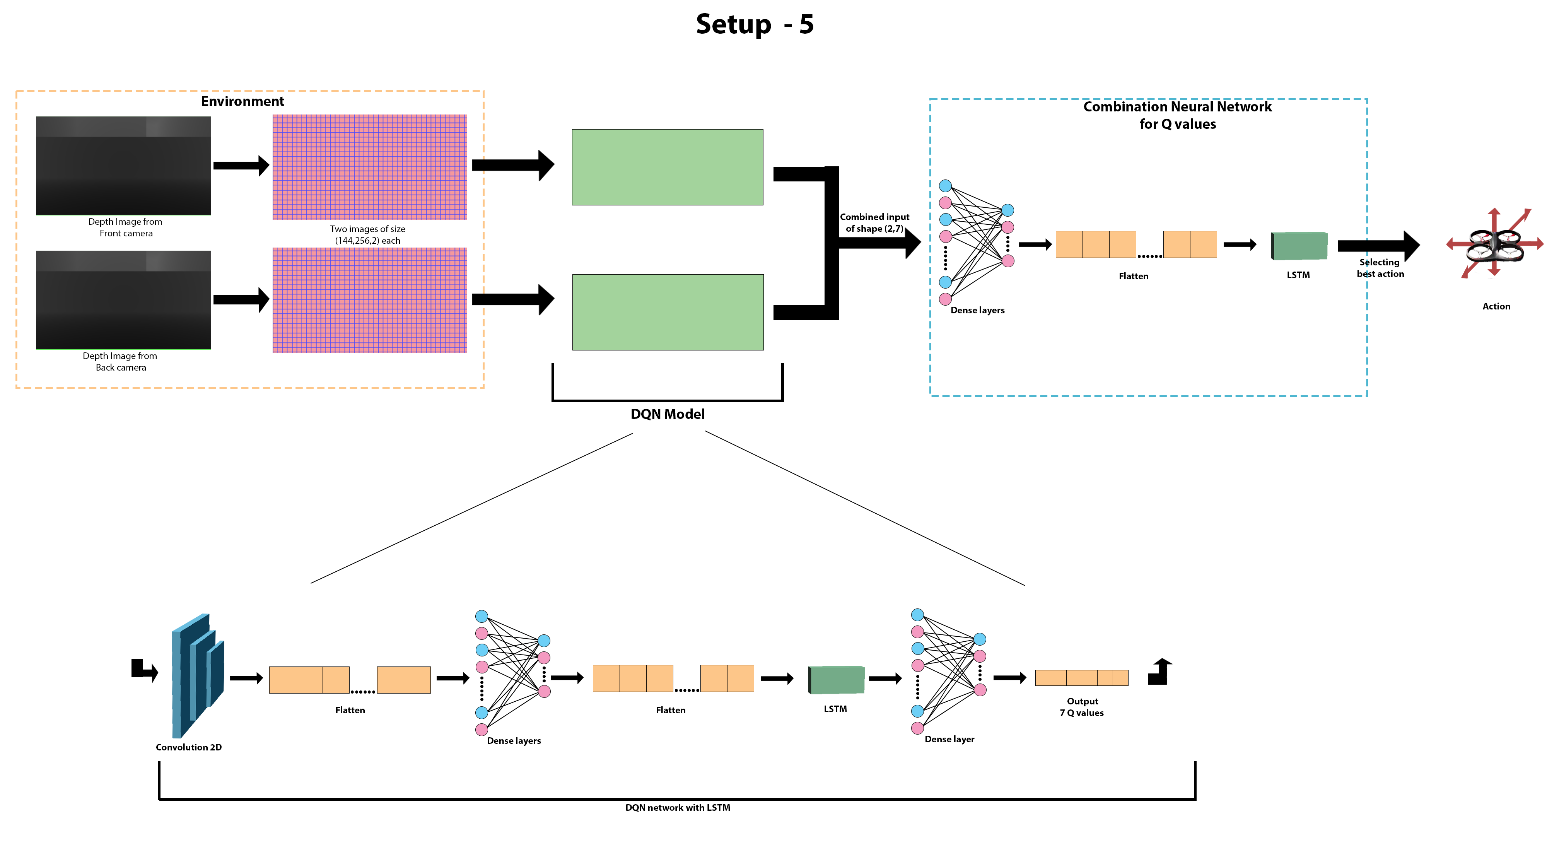 Setup - 5
Environment
Depth Image from
Front camera
Two images of size
(144,256,2) each
Depth Image from
Back camera
DQN Model
Combined input
of shape (2,7)
Combination Neural Network
for Q values
Dense layers
Flatten
LSTM
Selecting
best action
Action
Convolution 2D
Flatten
Dense layers
Flatten
LSTM
Dense layer
Output
7 Q values
DQN network with LSTM